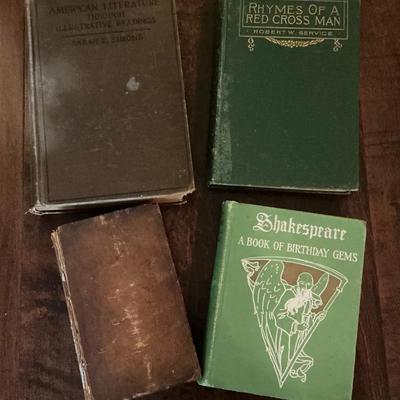 AMERICAN LITERATURE
THROUGH
ILLUSTRATIVE READINGS
SARAH E. SIMONS
RHYMES OF A
RED CROSS MAN
ROBERT W. SERVICE
Shakespeare
A BOOK OF BIRTHDAY GEMS